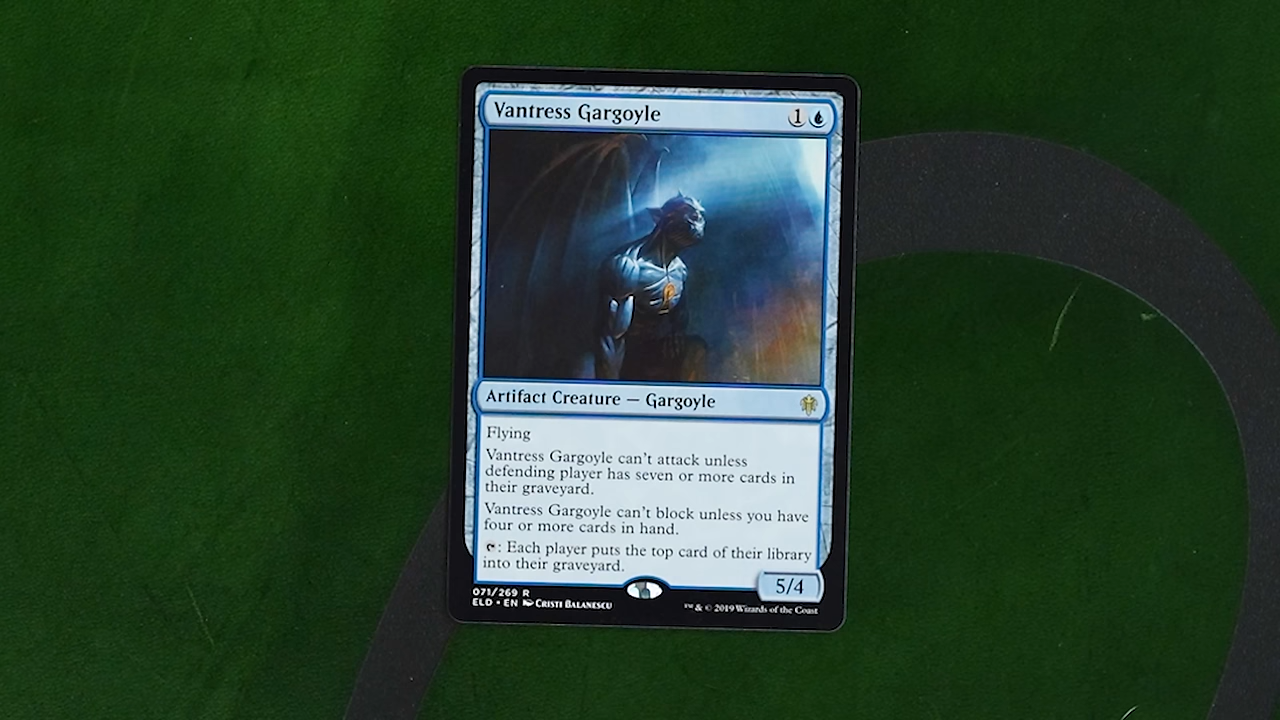 Vantress Gargoyle 1
Artifact Creature — Gargoyle
Flying
Vantress Gargoyle can't attack unless
defending player has seven or more cards in
their graveyard.
Vantress Gargoyle can't block unless you have
four or more cards in hand.
: Each player puts the top card of their library
into their graveyard.
5/4
071/269 R
ELD • EN Cristi Balanescu
™ & © 2019 Wizards of the Coast